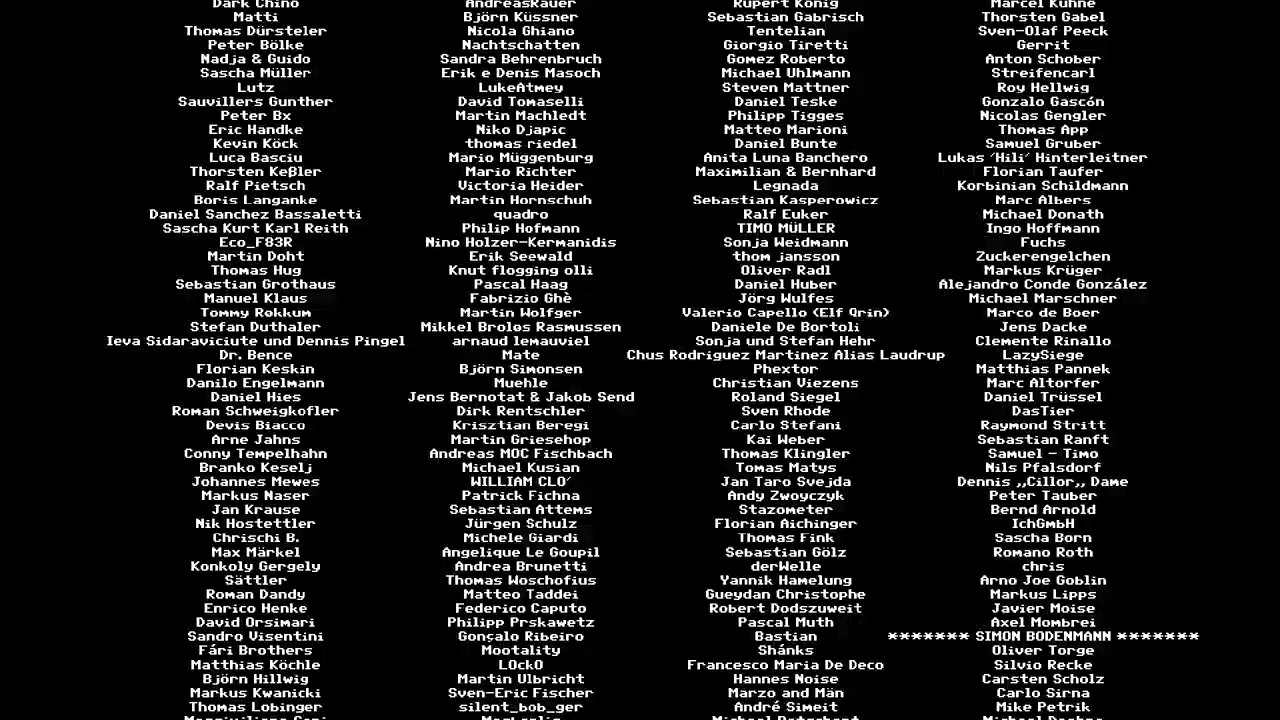 Dark Chino
Matti
Thomas Dürsteler
Peter Bölke
Nadja & Guido
Sascha Müller
Lutz
Sauvillers Gunther
Peter Bx
Eric Handke
Kevin Köck
Luca Basciu
Thorsten Keßler
Ralf Pietsch
Boris Langanke
Daniel Sanchez Bassaletti
Sascha Kurt Karl Reith
Eco_F83R
Martin Doht
Thomas Hug
Sebastian Grothaus
Manuel Klaus
Tommy Røkkum
Stefan Duthaler
Ieva Sidaraviciute und Dennis Pingel
Dr. Bence
Florian Keskin
Danilo Engelmann
Daniel Hies
Roman Schweigkofler
Devis Biacco
Arne Jahns
Conny Tempelhahn
Branko Keselj
Johannes Mewes
Markus Naser
Jan Krause
Nik Hostettler
Chrischi B.
Max Märkel
Konkoly Gergely
Sättler
Roman Dandy
Enrico Henke
David Orsimari
Sandro Visentini
Fári Brothers
Matthias Köchle
Björn Hillwig
Markus Kwanicki
Thomas Lobinger
AndreasRauer
Björn Küssner
Nicola Ghiano
Nachtschatten
Sandra Behrenbruch
Erik e Denis Masoch
LukeAtmey
David Tomaselli
Martin Machledt
Niko Djapic
thomas riedel
Mario Müggenburg
Mario Richter
Victoria Heider
Martin Hornschuh
quadro
Philip Hofmann
Nino Holzer-Kermanidis
Erik Seewald
Knut flogging olli
Pascal Haag
Fabrizio Ghè
Martin Wolfger
Mikkel Broløs Rasmussen
arnaud lemauviel
Mate
Björn Simonsen
Muehle
Jens Bernotat & Jakob Send
Dirk Rentschler
Krisztian Beregi
Martin Griesehop
Andreas MOC Fischbach
Michael Kusian
WILLIAM CLO'
Patrick Fichna
Sebastian Attems
Jürgen Schulz
Michele Giardi
Angelique Le Goupil
Andrea Brunetti
Thomas Woschofius
Matteo Taddei
Federico Caputo
Philipp Prskawetz
Gonçalo Ribeiro
Mootality
LOckO
Martin Ulbricht
Sven-Eric Fischer
silent_bob_ger
Rupert König
Sebastian Gabrisch
Tentelian
Giorgio Tiretti
Gomez Roberto
Michael Uhlmann
Steven Mattner
Daniel Teske
Philipp Tigges
Matteo Marioni
Daniel Bunte
Anita Luna Banchero
Maximilian & Bernhard
Legnada
Sebastian Kasperowicz
Ralf Euker
TIMO MÜLLER
Sonja Weidmann
thom jansson
Oliver Radl
Daniel Huber
Jörg Wulfes
Valerio Capello (Elf Qrin)
Daniele De Bortoli
Sonja und Stefan Hehr
Chus Rodriguez Martinez Alias Laudrup
Phextor
Christian Viezens
Roland Siegel
Sven Rhode
Carlo Stefani
Kai Weber
Thomas Klingler
Tomas Matys
Jan Taro Svejda
Andy Zwoyczyk
Stazometer
Florian Aichinger
Thomas Fink
Sebastian Gölz
derWelle
Yannik Hamelung
Gueydan Christophe
Robert Dodszuweit
Pascal Muth
Bastian
Shánks
Francesco Maria De Deco
Hannes Noise
Marzo and Män
André Simeit
Marcel Kühne
Thorsten Gabel
Sven-Olaf Peeck
Gerrit
Anton Schober
Streifencarl
Roy Hellwig
Gonzalo Gascón
Nicolas Gengler
Thomas App
Samuel Gruber
Lukas 'Hili' Hinterleitner
Florian Taufer
Korbinian Schildmann
Marc Albers
Michael Donath
Ingo Hoffmann
Fuchs
Zuckerengelchen
Markus Krüger
Alejandro Conde González
Michael Marschner
Marco de Boer
Jens Dacke
Clemente Rinallo
LazySiege
Matthias Pannek
Marc Altorfer
Daniel Trüssel
DasTier
Raymond Stritt
Sebastian Ranft
Samuel - Timo
Nils Pfalsdorf
Dennis ,,Cillor,, Dame
Peter Tauber
Bernd Arnold
IchGmbH
Sascha Born
Romano Roth
chris
Arno Joe Goblin
Markus Lipps
Javier Moise
Axel Mombrei
******* SIMON BODENMANN *******
Oliver Torge
Silvio Recke
Carsten Scholz
Carlo Sirna
Mike Petrik